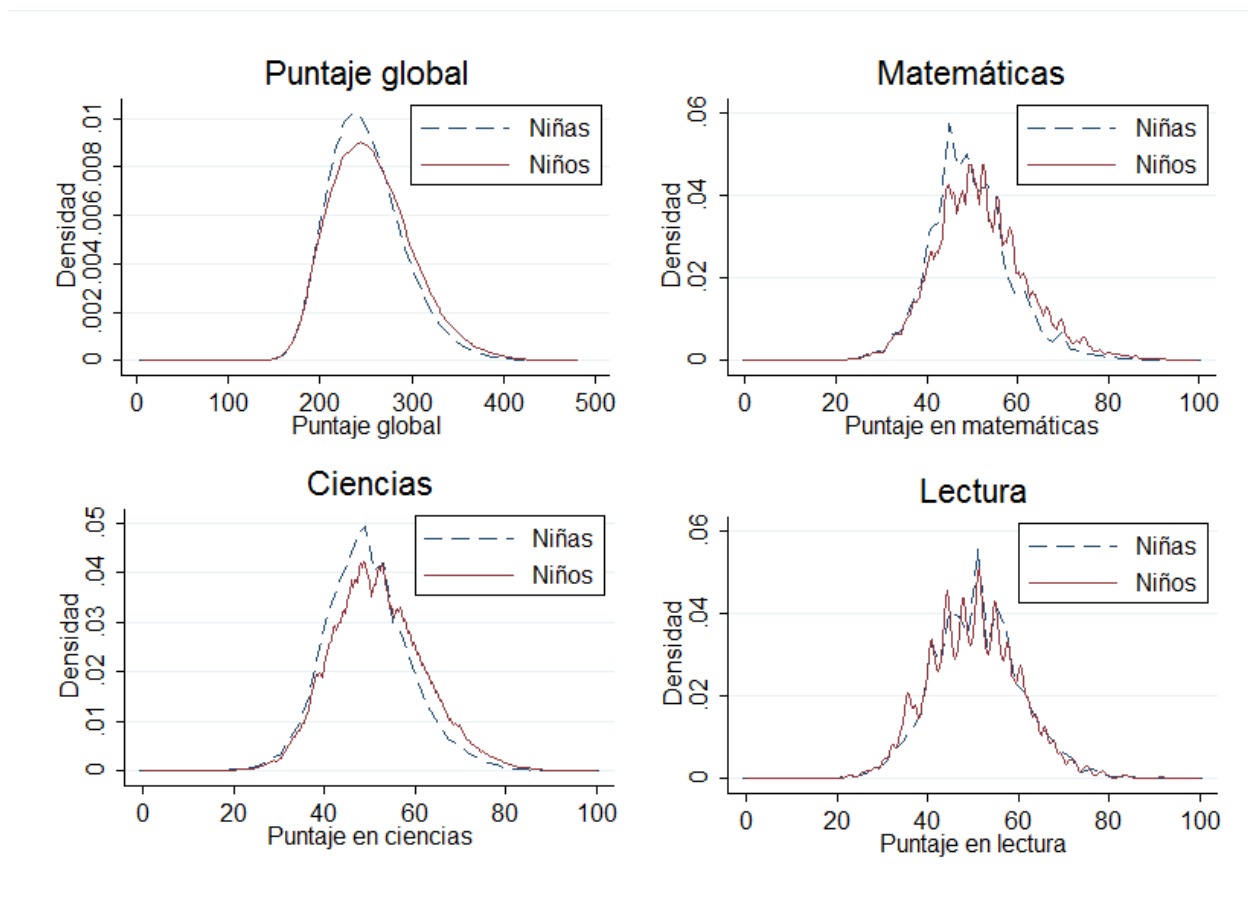 Puntaje global
Niñas
Niños
Densidad
0 .002 .004 .006 .008 .01
0 100 200 300 400 500
Puntaje global
Matemáticas
Niñas
Niños
Densidad
0 .02 .04 .06
0 20 40 60 80 100
Puntaje en matemáticas
Ciencias
Niñas
Niños
Densidad
0 .01 .02 .03 .04 .05
0 20 40 60 80 100
Puntaje en ciencias
Lectura
Niñas
Niños
Densidad
0 .02 .04 .06
0 20 40 60 80 100
Puntaje en lectura